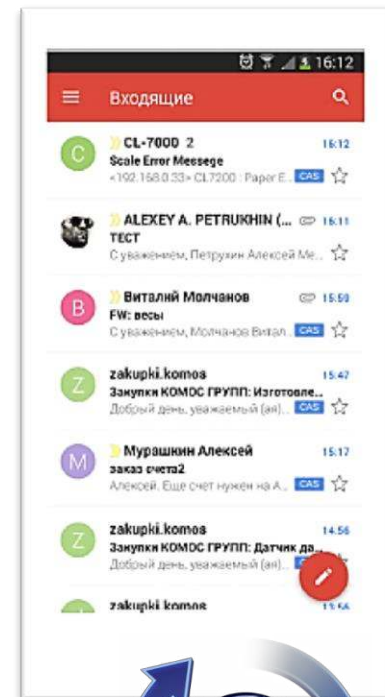 16:12
Входящие
C
CL-7000 2 16:12
Scale Error Messege
<192.168.0.33> CL7200 : Paper E.. CAS
ALEXEY A. PETRUKHIN (... 16:11
ТЕСТ
С уважением, Петрухин Алексей Ме..
В
Виталий Молчанов 15:59
FW: весы
С уважением, Молчанов Витал.. CAS
Z
zakupki.komos 15:47
Закупки КОМОС ГРУПП: Изготовле...
Добрый день, уважаемый (ая).. CAS
М
Мурашкин Алексей 15:17
заказ счета2
Алексей, Еще счет нужен на А.. CAS
Z
zakupki.komos 14:56
Закупки КОМОС ГРУПП: Датчик да...
Добрый день, уважаемый (ая)..
zakupki.komos